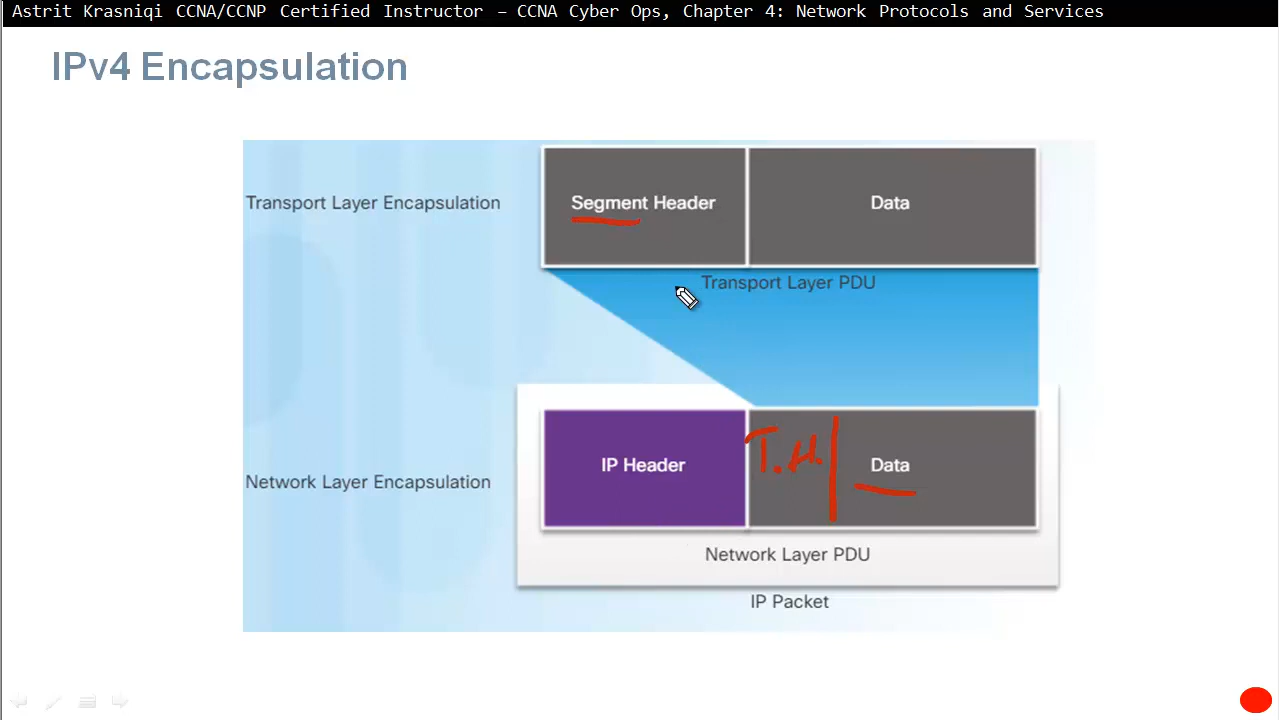 Astrit Krasniqi CCNA/CCNP Certified Instructor – CCNA Cyber Ops, Chapter 4: Network Protocols and Services
IPv4 Encapsulation
Transport Layer Encapsulation
Segment Header
Data
Transport Layer PDU
Network Layer Encapsulation
IP Header
T.H.
Data
Network Layer PDU
IP Packet